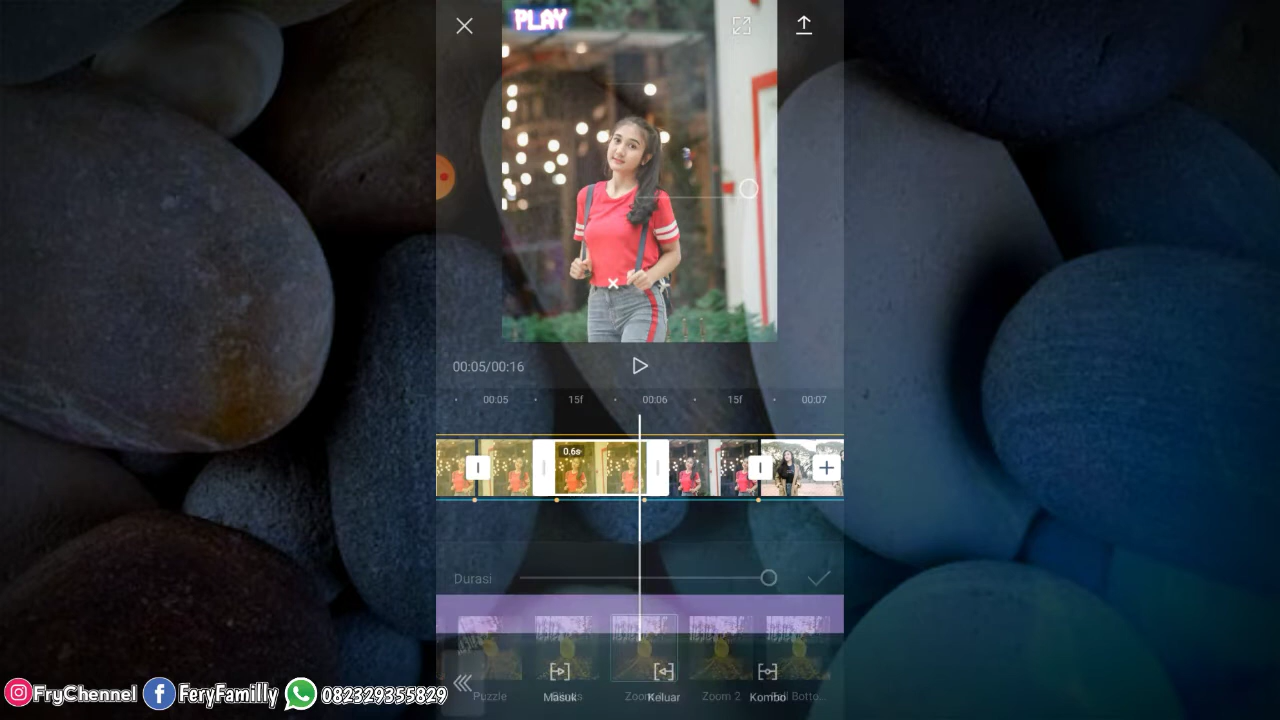 PLAY
00:05/00:16
00:05 15f 00:06 15f 00:07
0.6s
Durasi
Puzzle Zoom 2
Masuk Keluar Kombo
FryChennel FeryFamilly 082329355829